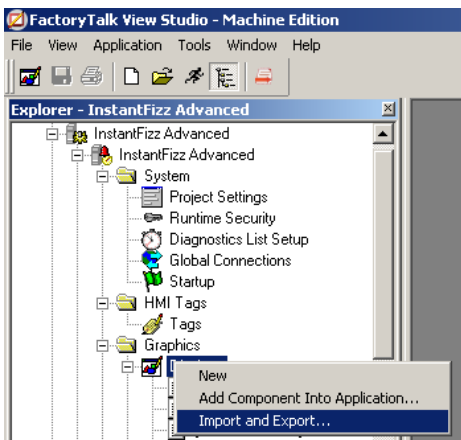 FactoryTalk View Studio - Machine Edition
File View Application Tools Window Help
Explorer - InstantFizz Advanced
InstantFizz Advanced
InstantFizz Advanced
System
Project Settings
Runtime Security
Diagnostics List Setup
Global Connections
Startup
HMI Tags
Tags
Graphics
New
Add Component Into Application...
Import and Export...